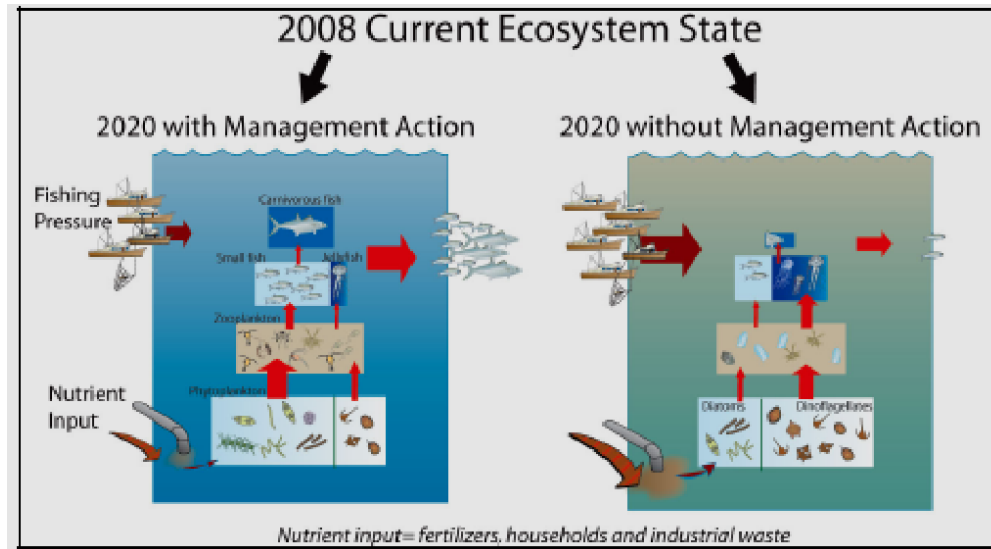 2008 Current Ecosystem State
2020 with Management Action
2020 without Management Action
Fishing
Pressure
Carnivorous fish
Small fish
Jellyfish
Zooplankton
Nutrient
Input
Phytoplankton
Diatoms
Dinoflagellates
Nutrient input= fertilizers, households and industrial waste